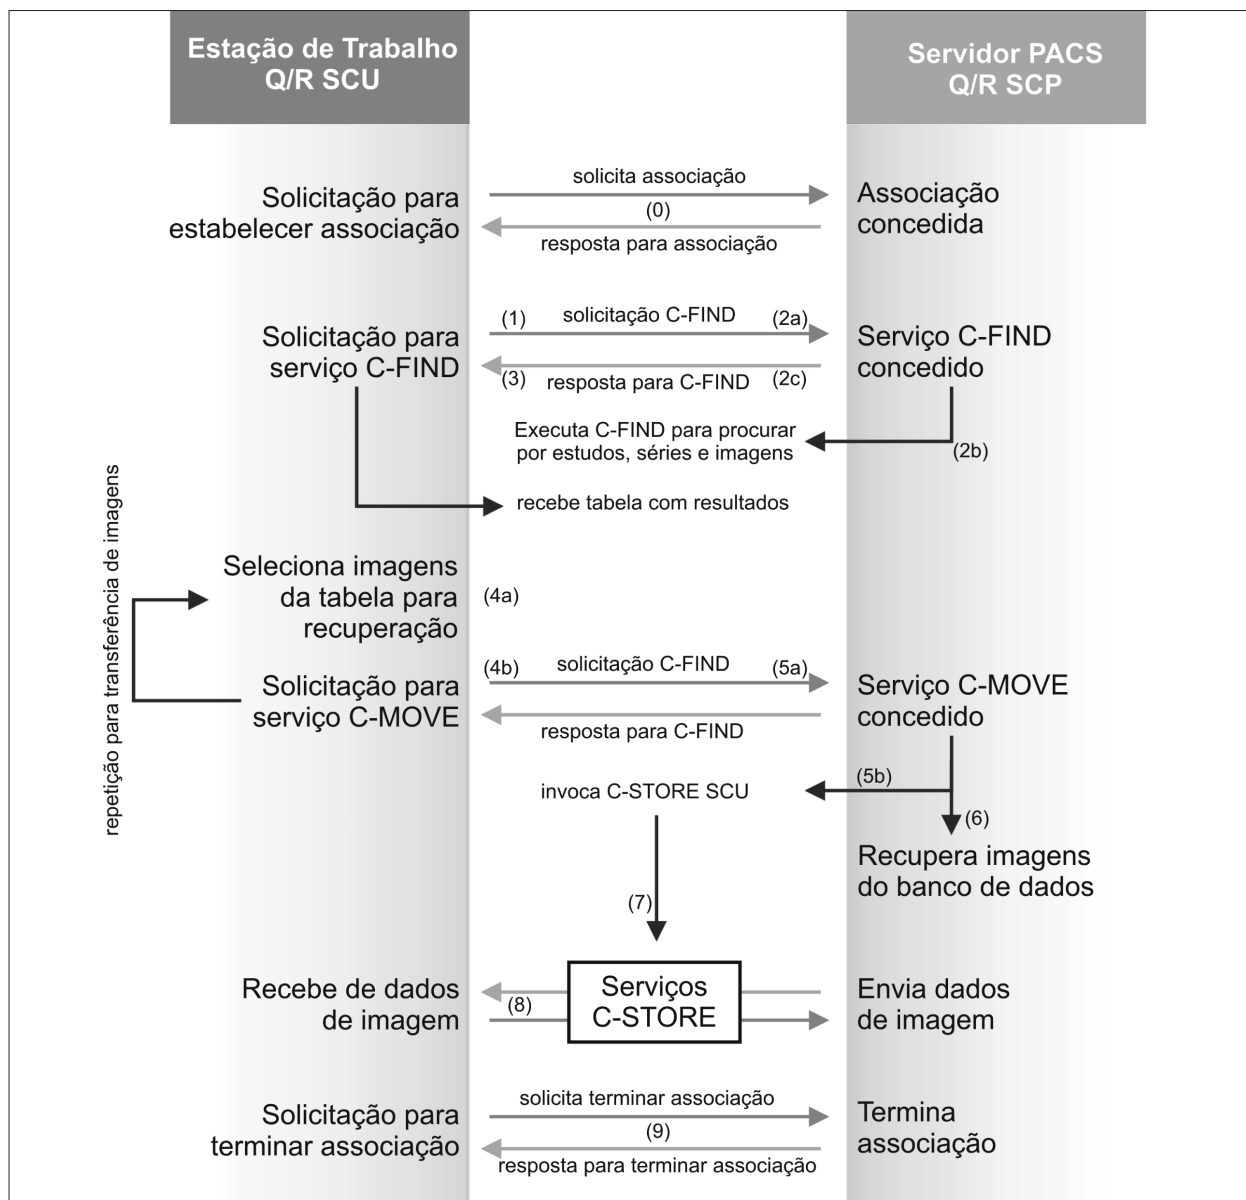 Estação de Trabalho
Q/R SCU
Servidor PACS
Q/R SCP
Solicitação para
estabelecer associação
solicita associação
(0)
resposta para associação
Associação
concedida
Solicitação para
serviço C-FIND
(1)
solicitação C-FIND
(2a)
(3)
resposta para C-FIND
(2c)
Serviço C-FIND
concedido
Executa C-FIND para procurar
por estudos, séries e imagens
(2b)
recebe tabela com resultados
repetição para transferência de imagens
Seleciona imagens
da tabela para
recuperação
(4a)
Solicitação para
serviço C-MOVE
(4b)
solicitação C-FIND
(5a)
resposta para C-FIND
Serviço C-MOVE
concedido
invoca C-STORE SCU
(5b)
(6)
Recupera imagens
do banco de dados
(7)
Recebe de dados
de imagem
(8)
Serviços
C-STORE
Envia dados
de imagem
Solicitação para
terminar associação
solicita terminar associação
(9)
resposta para terminar associação
Termina
associação